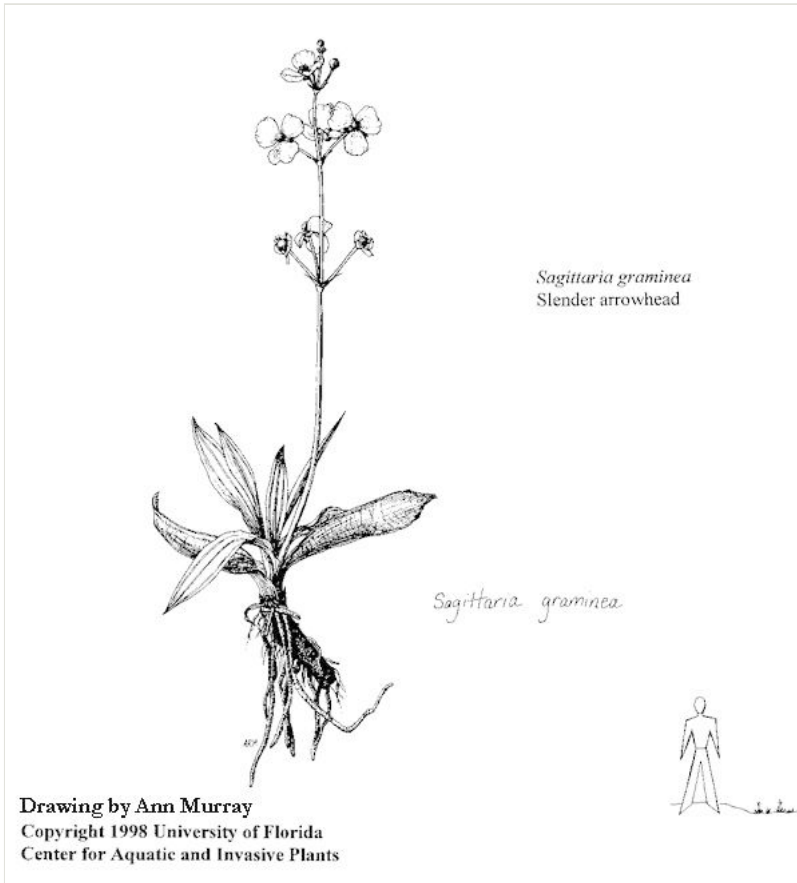 Sagittaria graminea
Slender arrowhead
Sagittaria graminea
Drawing by Ann Murray
Copyright 1998 University of Florida
Center for Aquatic and Invasive Plants